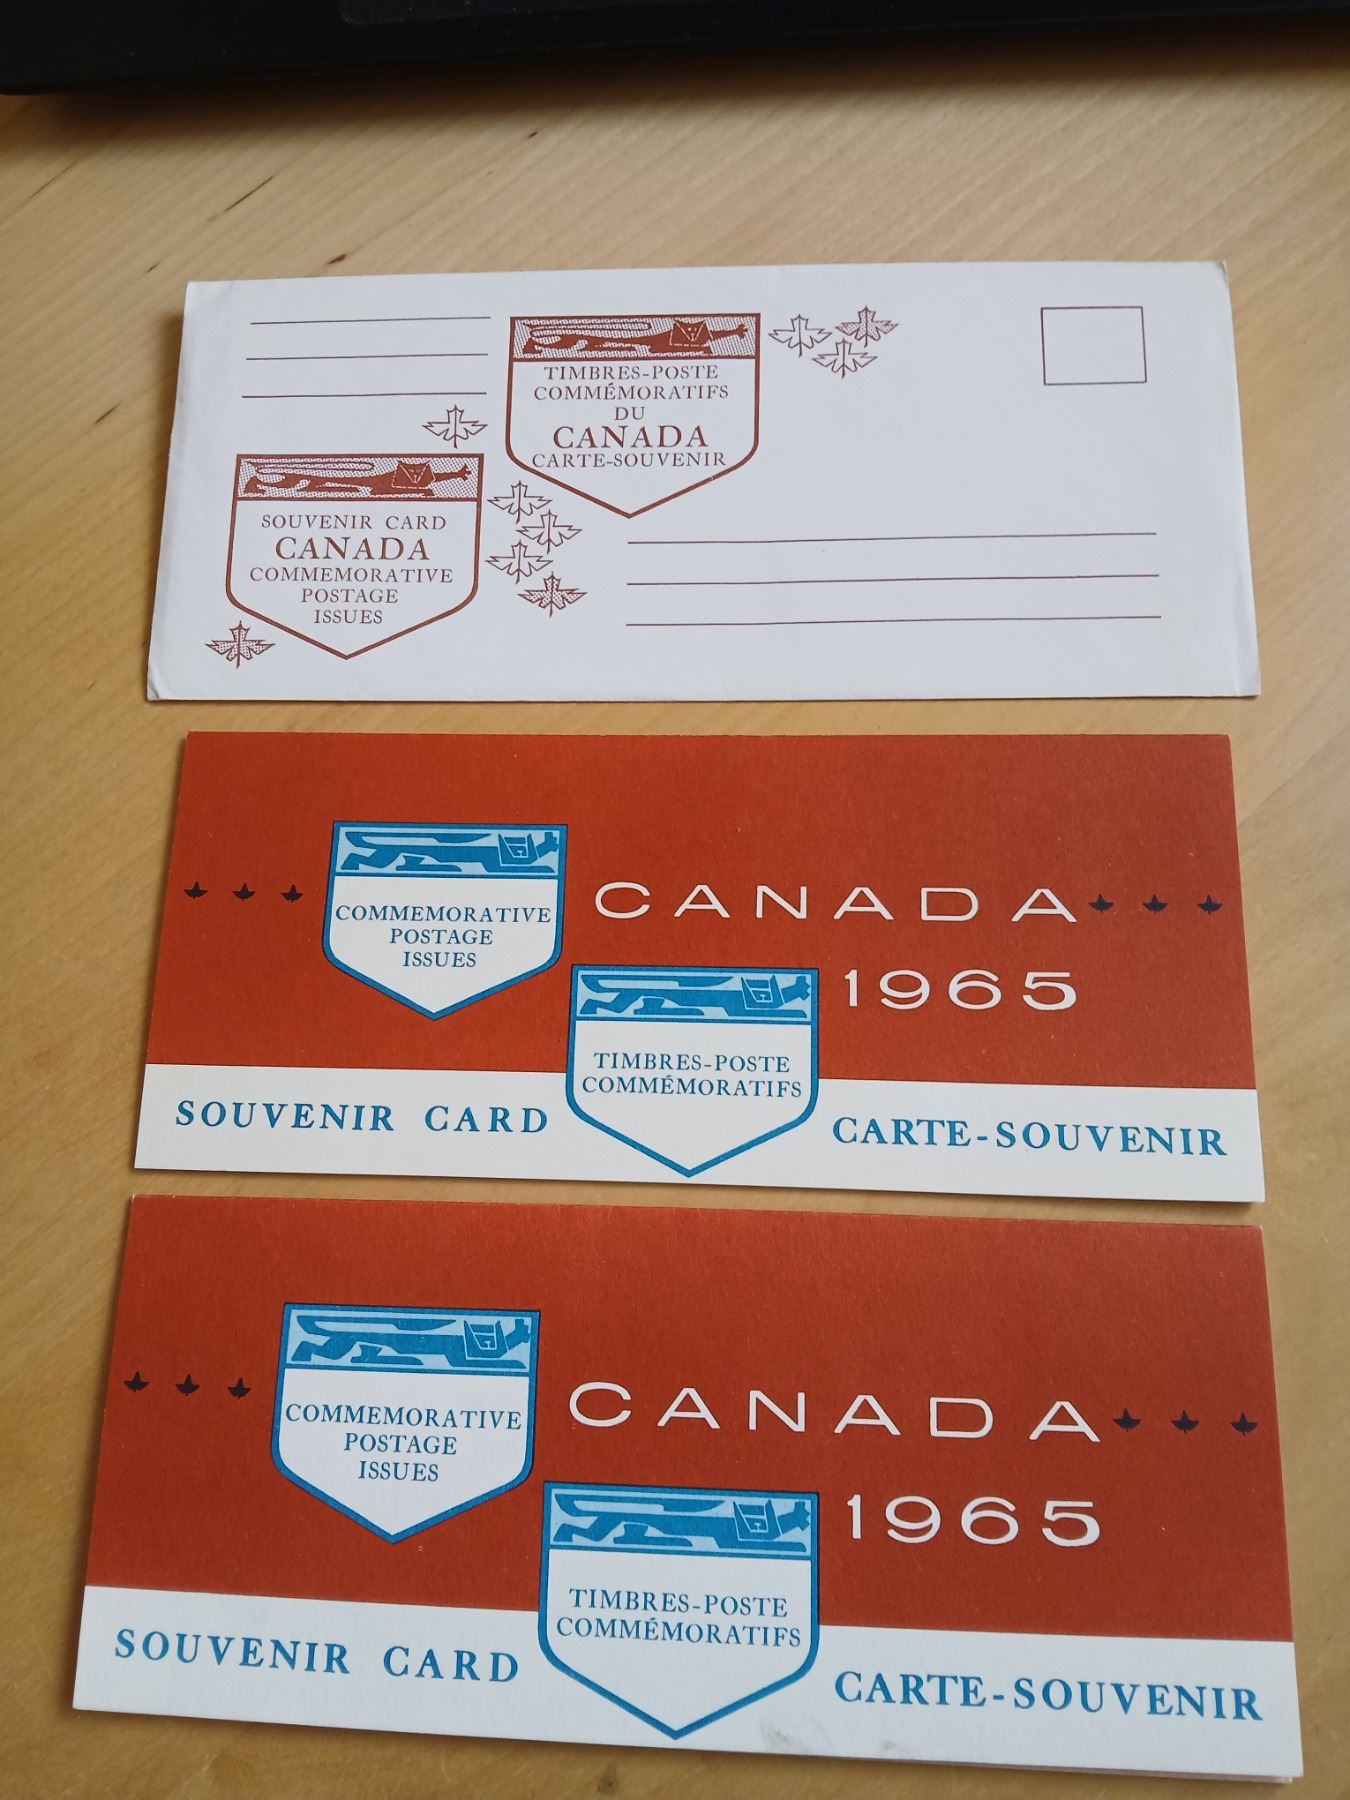 TIMBRES-POSTE
COMMÉMORATIFS
DU
CANADA
CARTE-SOUVENIR
SOUVENIR CARD
CANADA
COMMEMORATIVE
POSTAGE
ISSUES
COMMEMORATIVE
POSTAGE
ISSUES
CANADA
1965
TIMBRES-POSTE
COMMÉMORATIFS
SOUVENIR CARD
CARTE-SOUVENIR
COMMEMORATIVE
POSTAGE
ISSUES
CANADA
1965
TIMBRES-POSTE
COMMÉMORATIFS
SOUVENIR CARD
CARTE-SOUVENIR